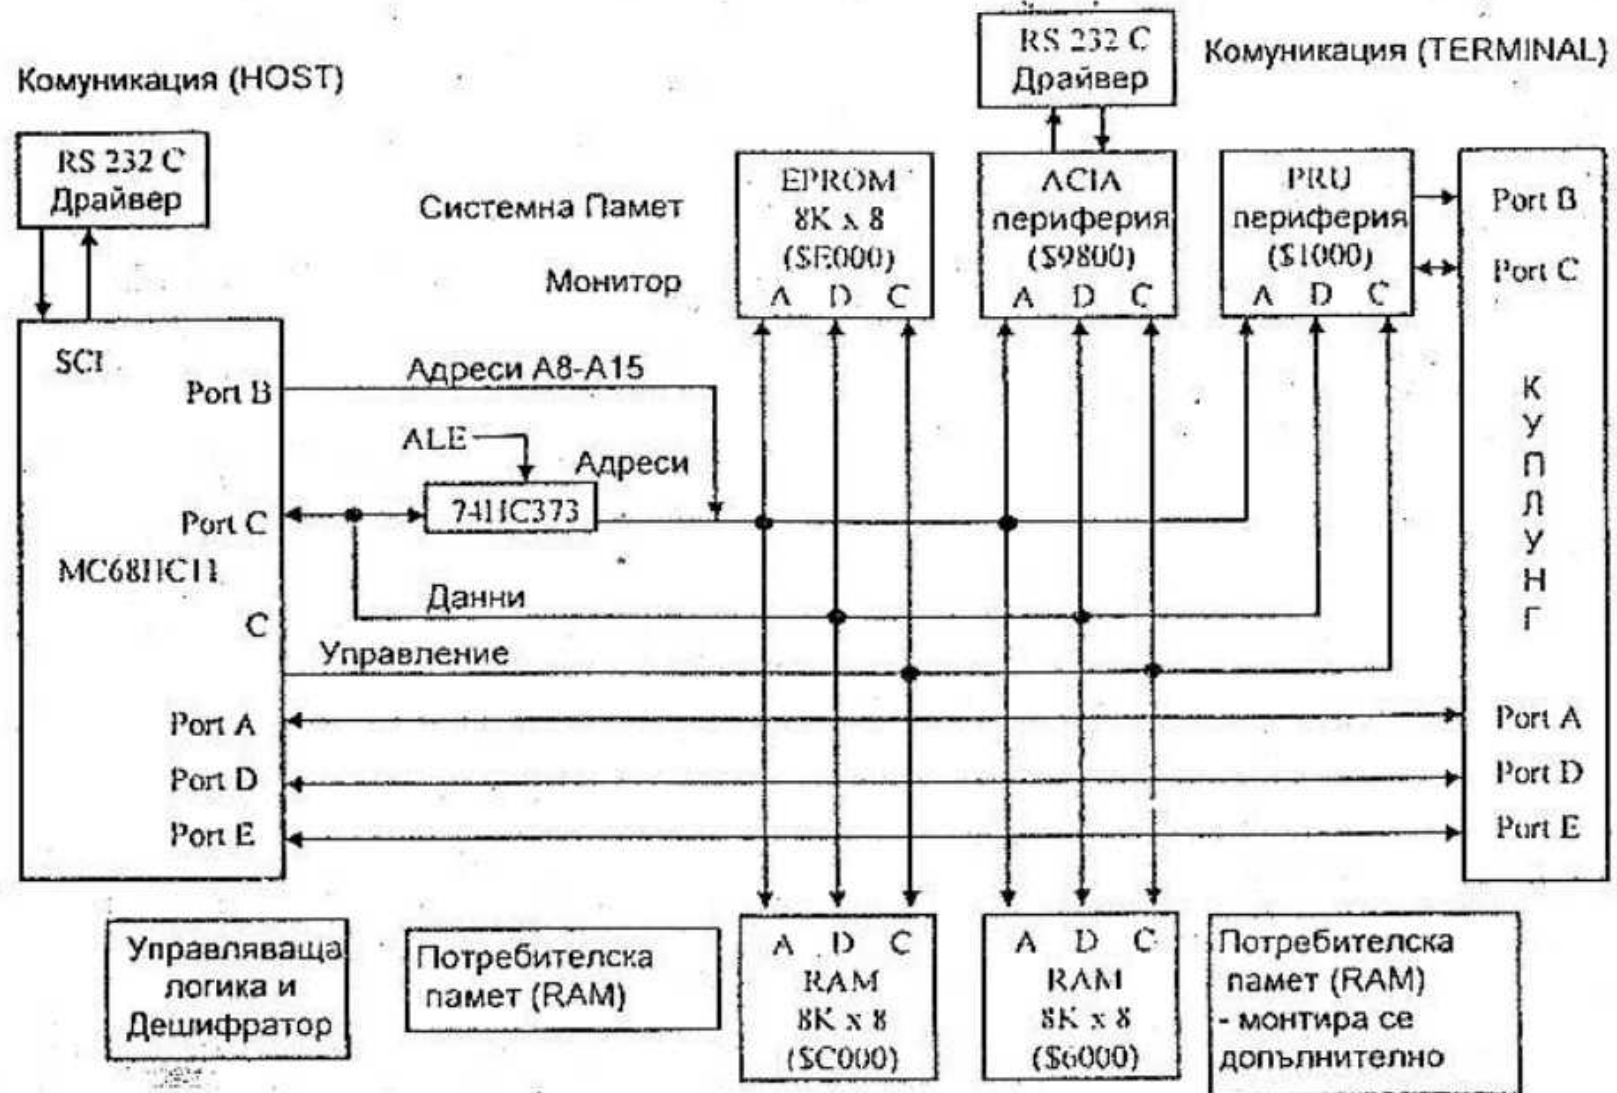 RS 232 C
Драйвер
Комуникация (TERMINAL)
Комуникация (HOST)
RS 232 C
Драйвер
Системна Памет
Монитор
EPROM
8K x 8
($E000)
A D C
ACIA
периферия
($9800)
A D C
PRU
периферия
($1000)
A D C
Port B
Port C
К
У
П
Л
У
Н
Г
Port A
Port D
Port E
SCI
Port B
Port C
MC68HC11
C
Port A
Port D
Port E
Адреси A8-A15
ALE
Адреси
74HC373
Данни
Управление
Управляваща
логика и
Дешифратор
Потребителска
памет (RAM)
A D C
RAM
8K x 8
($C000)
A D C
RAM
8K x 8
($6000)
Потребителска
памет (RAM)
- монтира се
допълнително